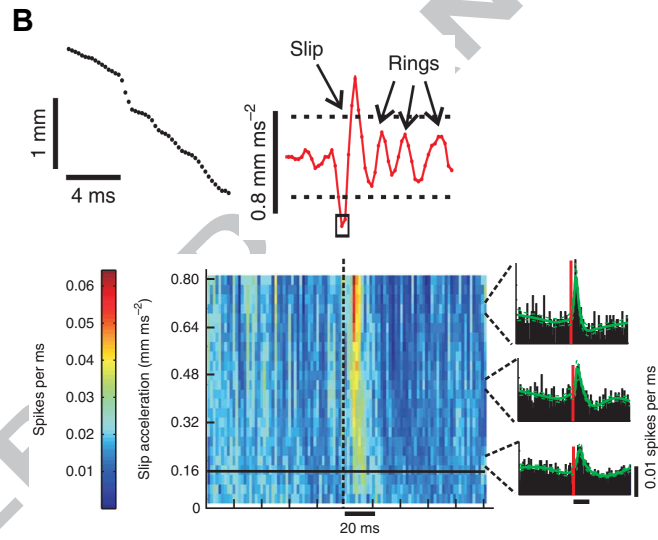 B
Slip
Rings
1 mm
4 ms
0.8 mm ms−2
Spikes per ms
0.06
0.05
0.04
0.03
0.02
0.01
Slip acceleration (mm ms−2)
0.80
0.64
0.48
0.32
0.16
0
20 ms
0.01 spikes per ms